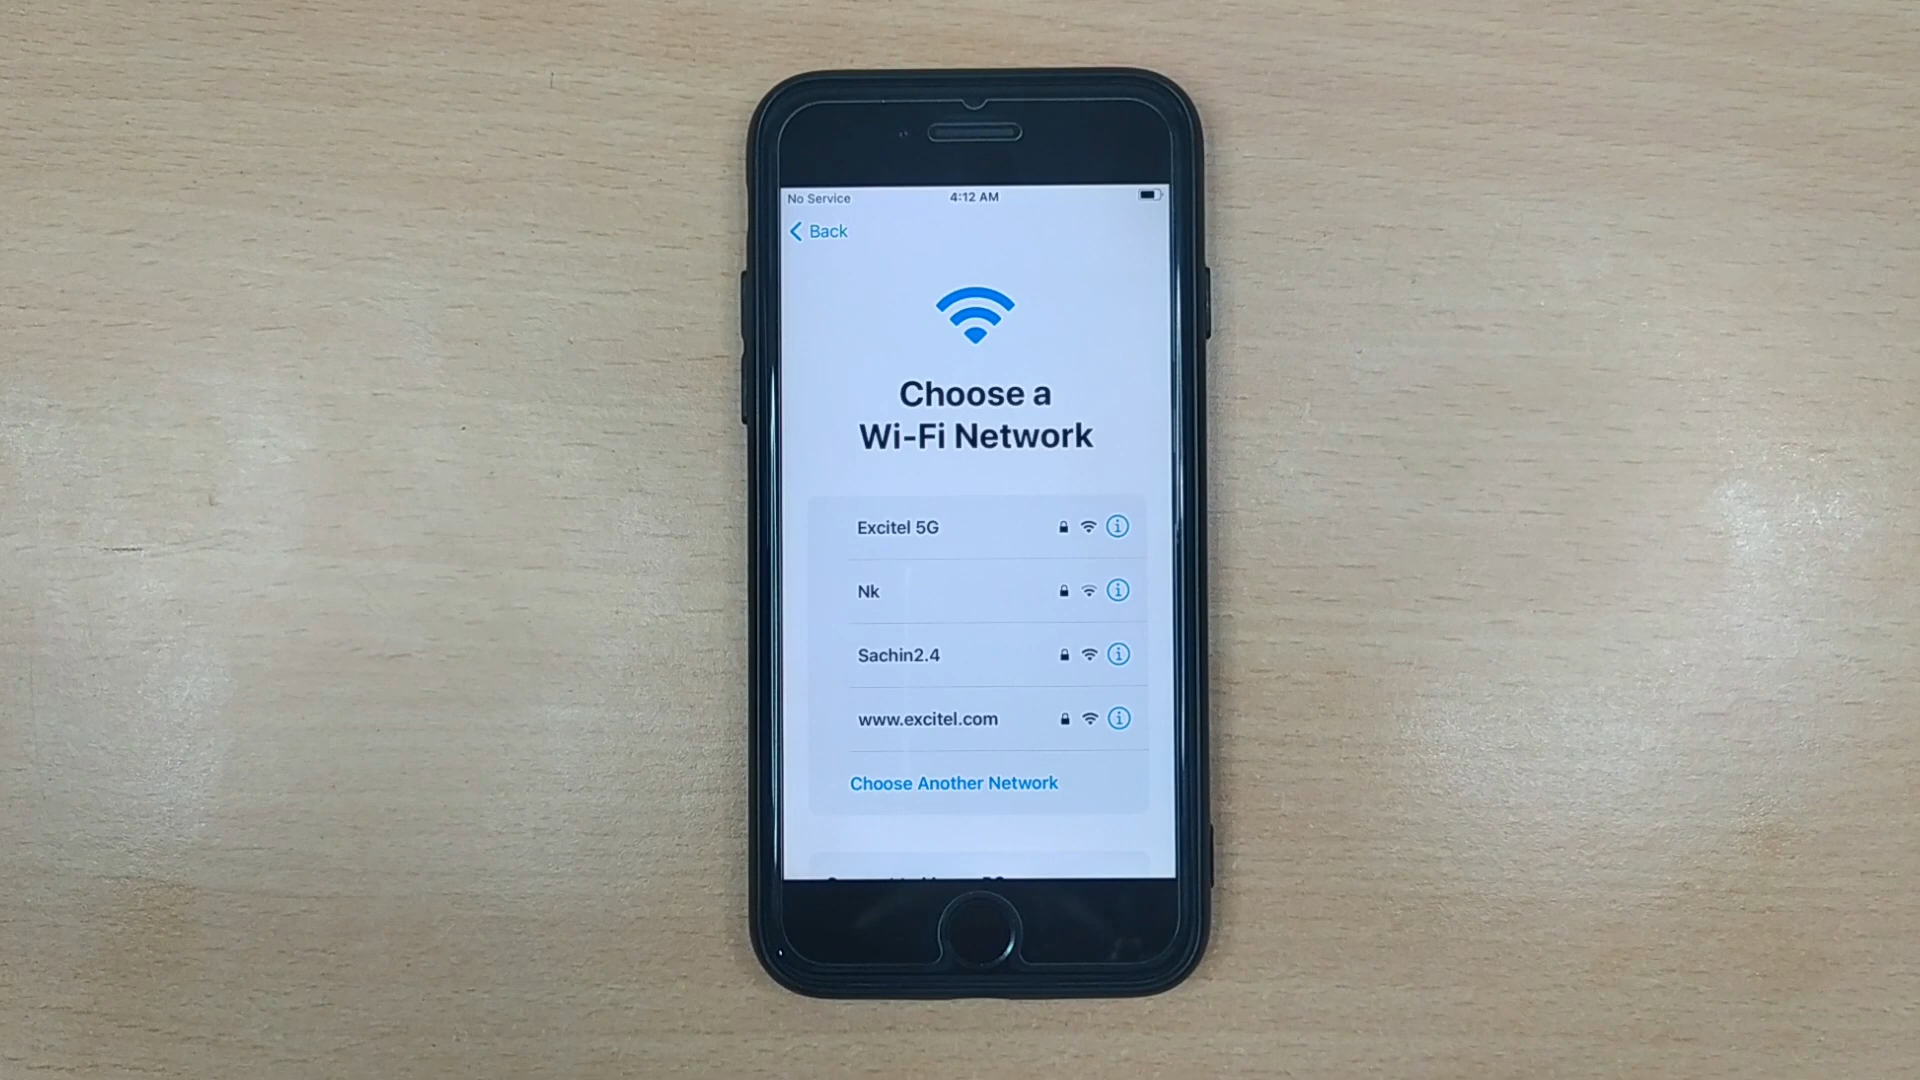 No Service
4:12 AM
Back
Choose a
Wi-Fi Network
Excitel 5G
Nk
Sachin2.4
www.excitel.com
Choose Another Network